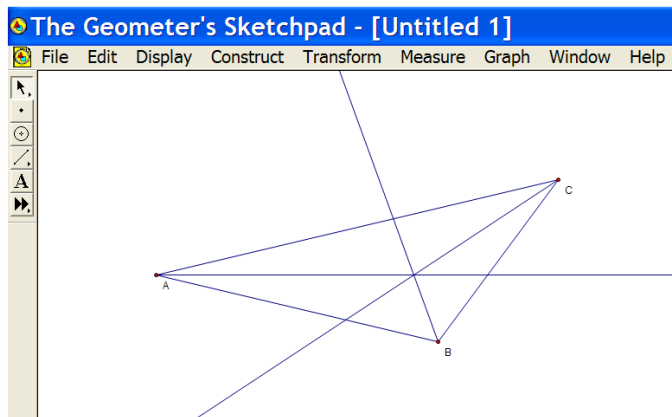 The Geometer's Sketchpad - [Untitled 1]
File Edit Display Construct Transform Measure Graph Window Help
A
C
A
B